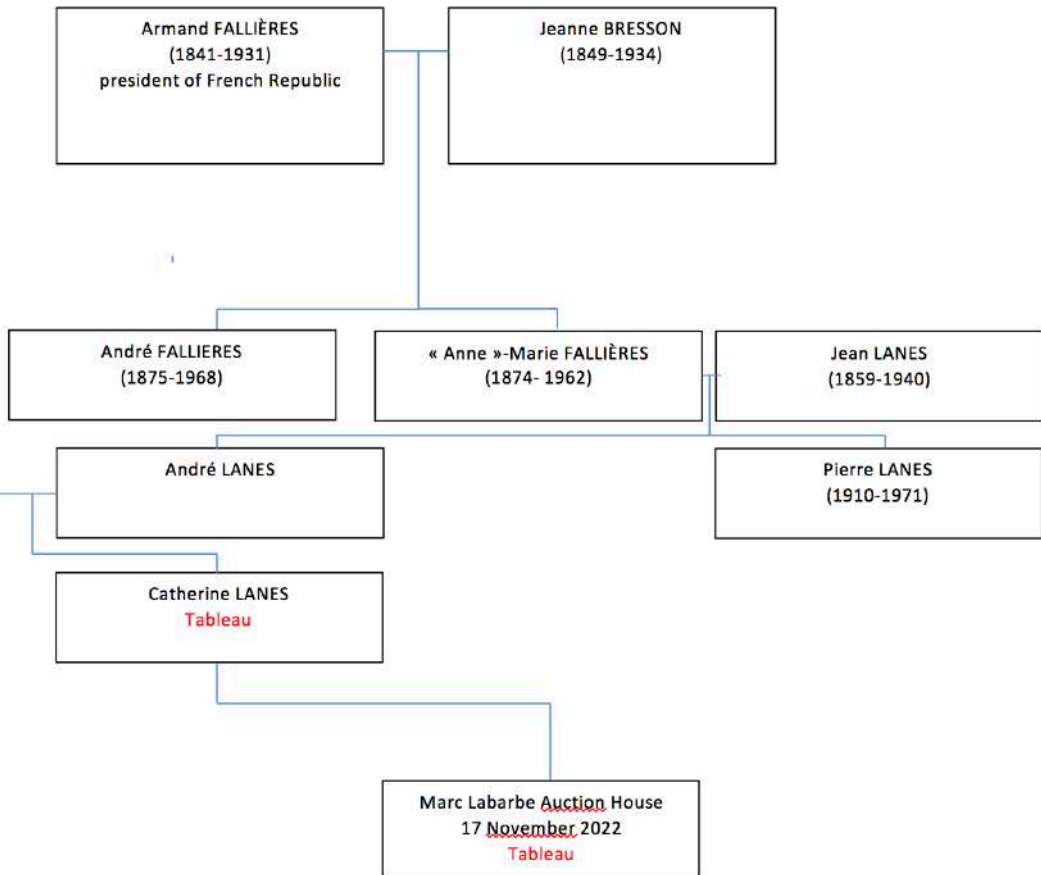 Armand FALLIÈRES
(1841-1931)
president of French Republic
Jeanne BRESSON
(1849-1934)
André FALLIERES
(1875-1968)
« Anne »-Marie FALLIÈRES
(1874- 1962)
Jean LANES
(1859-1940)
André LANES
Pierre LANES
(1910-1971)
Catherine LANES
Tableau
Marc Labarbe Auction House
17 November 2022
Tableau